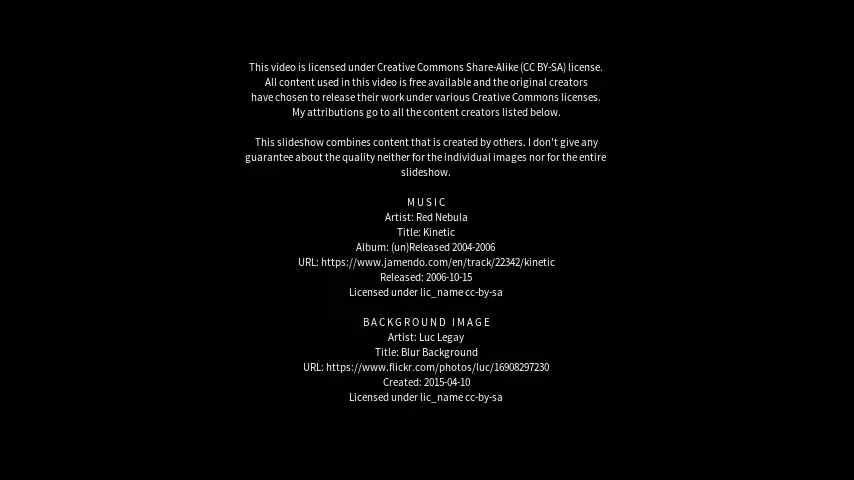 This video is licensed under Creative Commons Share-Alike (CC BY-SA) license.
All content used in this video is free available and the original creators
have chosen to release their work under various Creative Commons licenses.
My attributions go to all the content creators listed below.
This slideshow combines content that is created by others. I don't give any
guarantee about the quality neither for the individual images nor for the entire
slideshow.
M U S I C
Artist: Red Nebula
Title: Kinetic
Album: (un)Released 2004-2006
URL: https://www.jamendo.com/en/track/22342/kinetic
Released: 2006-10-15
Licensed under lic_name cc-by-sa
B A C K G R O U N D   I M A G E
Artist: Luc Legay
Title: Blur Background
URL: https://www.flickr.com/photos/luc/16908297230
Created: 2015-04-10
Licensed under lic_name cc-by-sa